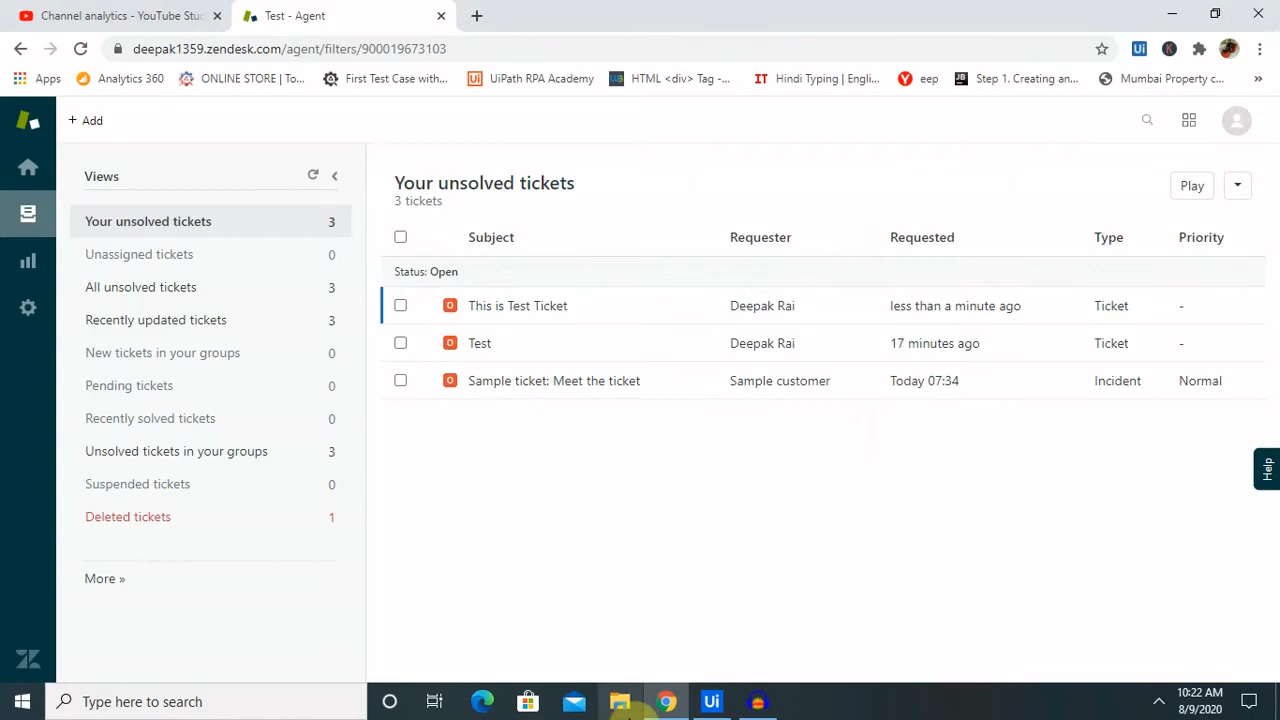 Channel analytics - YouTube Stu
Test - Agent
deepak1359.zendesk.com/agent/filters/900019673103
Apps
Analytics 360
ONLINE STORE | To...
First Test Case with...
UiPath RPA Academy
HTML <div> Tag -...
IT Hindi Typing | Engli...
eep
Step 1. Creating an...
Mumbai Property c...
»
+ Add
Views
Your unsolved tickets 3
Unassigned tickets 0
All unsolved tickets 3
Recently updated tickets 3
New tickets in your groups 0
Pending tickets 0
Recently solved tickets 0
Unsolved tickets in your groups 3
Suspended tickets 0
Deleted tickets 1
More »
Your unsolved tickets
3 tickets
Play
Subject Requester Requested Type Priority
Status: Open
O This is Test Ticket Deepak Rai less than a minute ago Ticket -
O Test Deepak Rai 17 minutes ago Ticket -
O Sample ticket: Meet the ticket Sample customer Today 07:34 Incident Normal
Help
Type here to search
Ui
10:22 AM
8/9/2020